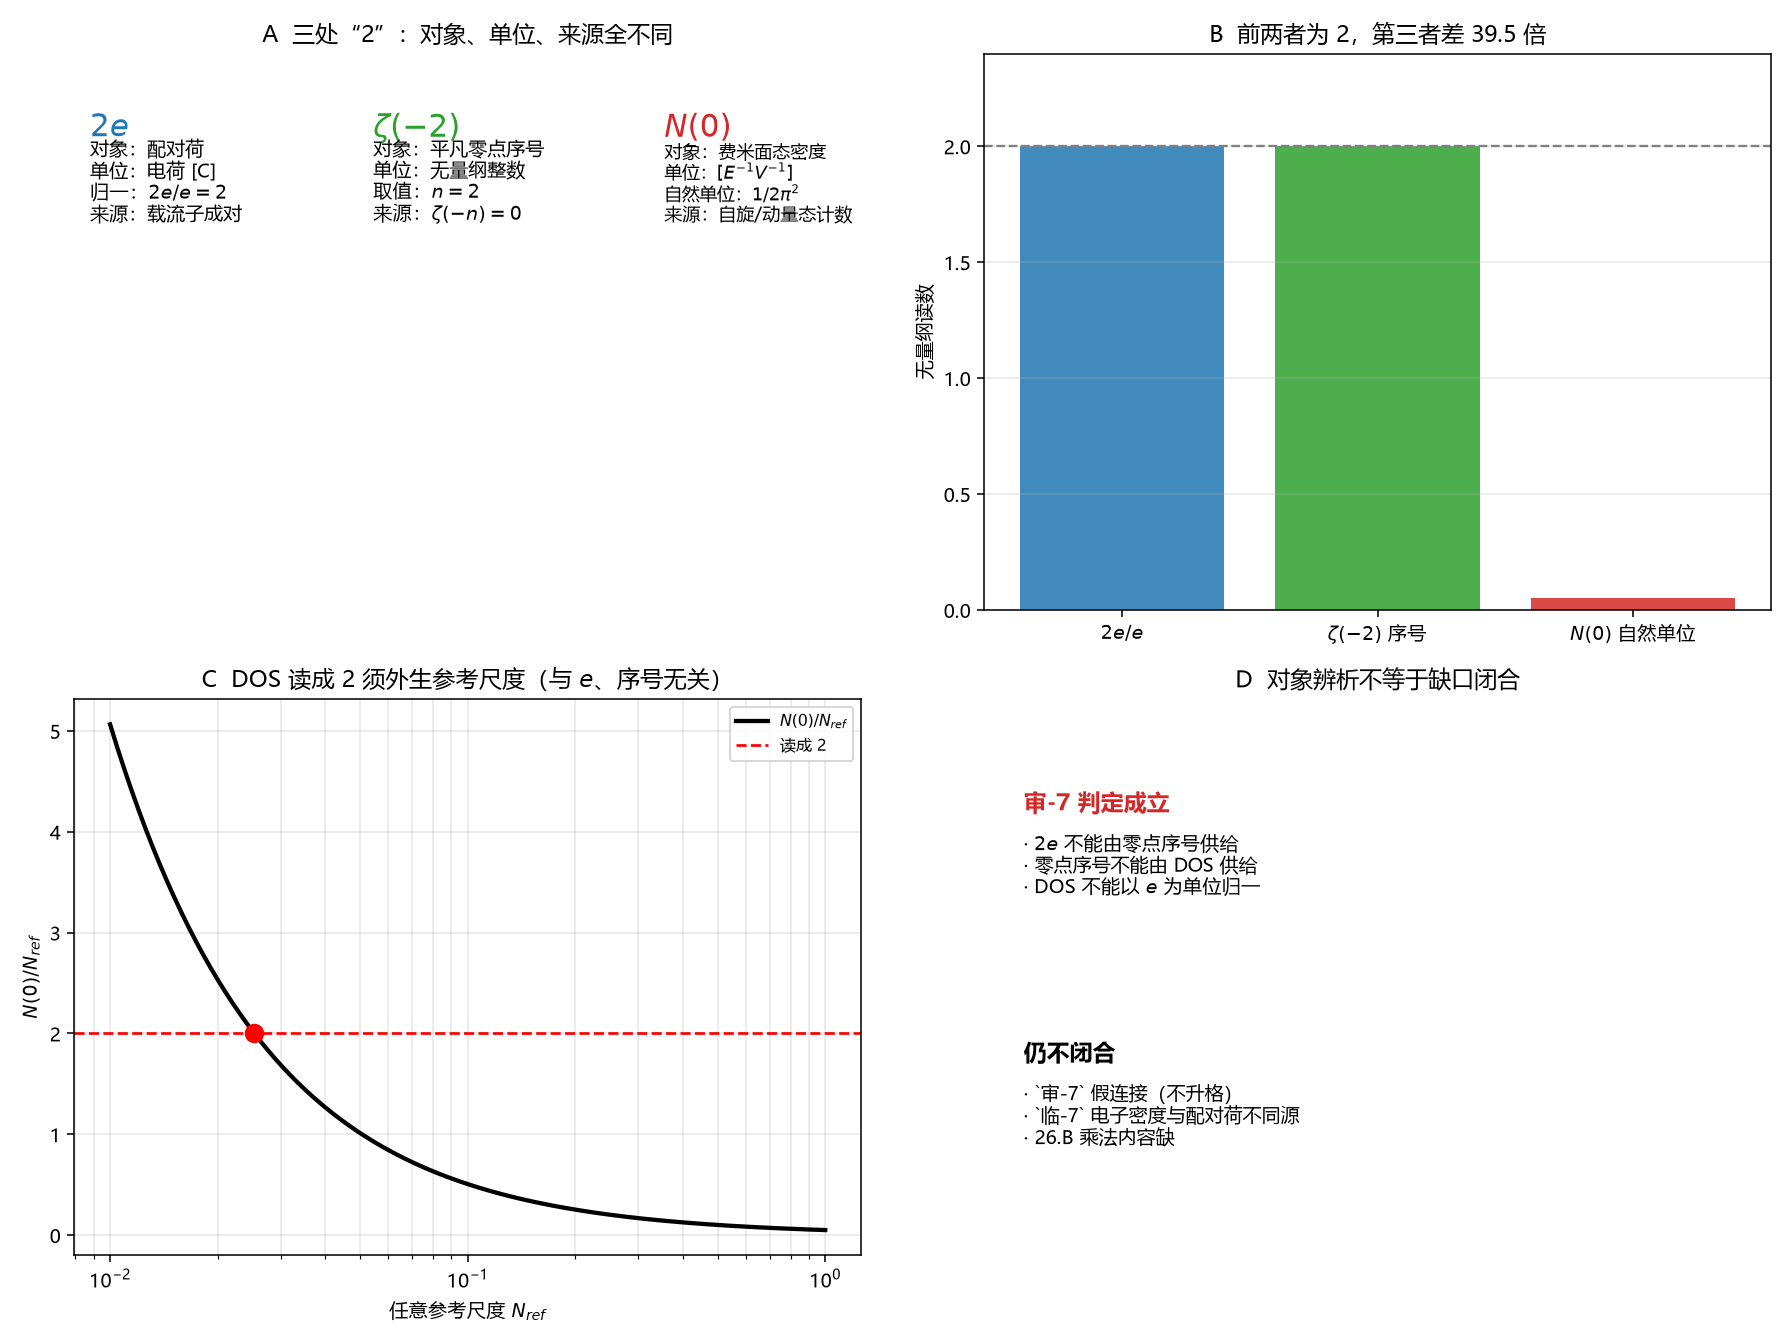 A 三处“2”：对象、单位、来源全不同
2e
对象：配对荷
单位：电荷 [C]
归一：2e/e = 2
来源：载流子成对
ζ(−2)
对象：平凡零点序号
单位：无量纲整数
取值：n = 2
来源：ζ(−n) = 0
N(0)
对象：费米面态密度
单位：[E⁻¹V⁻¹]
自然单位：1/2π²
来源：自旋/动量态计数
B 前两者为 2，第三者差 39.5 倍
无量纲读数
2.0
1.5
1.0
0.5
0.0
2e/e
ζ(−2) 序号
N(0) 自然单位
C DOS 读成 2 须外生参考尺度（与 e、序号无关）
N(0)/N_ref
读成 2
N(0)/N_ref
5
4
3
2
1
0
10⁻²
10⁻¹
10⁰
任意参考尺度 N_ref
D 对象辨析不等于缺口闭合
审-7 判定成立
· 2e 不能由零点序号供给
· 零点序号不能由 DOS 供给
· DOS 不能以 e 为单位归一
仍不闭合
· `审-7` 假连接（不升格）
· `临-7` 电子密度与配对荷不同源
· 26.B 乘法内容缺